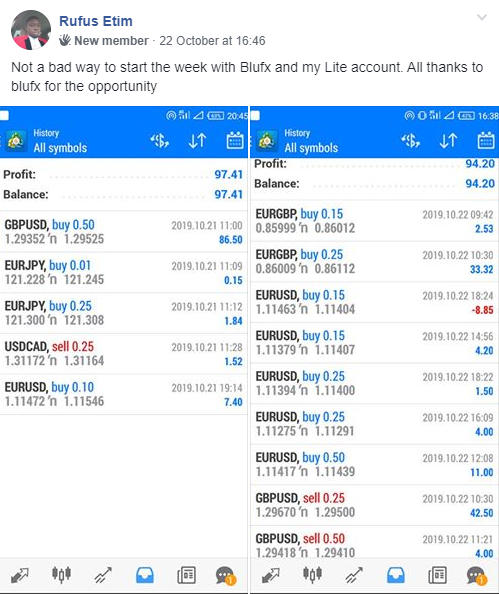 Rufus Etim
New member · 22 October at 16:46
Not a bad way to start the week with Blufx and my Lite account. All thanks to
blufx for the opportunity
20:45
History
All symbols
Profit: 97.41
Balance: 97.41
GBPUSD, buy 0.50 2019.10.21 11:00
1.29352 1.29525 86.50
EURJPY, buy 0.01 2019.10.21 11:09
121.228 121.245 0.15
EURJPY, buy 0.25 2019.10.21 11:12
121.300 121.308 1.84
USDCAD, sell 0.25 2019.10.21 11:28
1.31172 1.31164 1.52
EURUSD, buy 0.10 2019.10.21 19:14
1.11472 1.11546 7.40
1
16:38
History
All symbols
Profit: 94.20
Balance: 94.20
EURGBP, buy 0.15 2019.10.22 09:42
0.85999 0.86012 2.53
EURGBP, buy 0.25 2019.10.22 10:30
0.86009 0.86112 33.32
EURUSD, buy 0.15 2019.10.22 18:24
1.11463 1.11404 -8.85
EURUSD, buy 0.15 2019.10.22 14:56
1.11379 1.11407 4.20
EURUSD, buy 0.25 2019.10.22 18:22
1.11394 1.11400 1.50
EURUSD, buy 0.25 2019.10.22 16:09
1.11275 1.11291 4.00
EURUSD, buy 0.50 2019.10.22 12:08
1.11417 1.11439 11.00
GBPUSD, sell 0.25 2019.10.22 10:30
1.29670 1.29500 42.50
GBPUSD, sell 0.50 2019.10.22 11:21
1.29418 1.29410 4.00
1